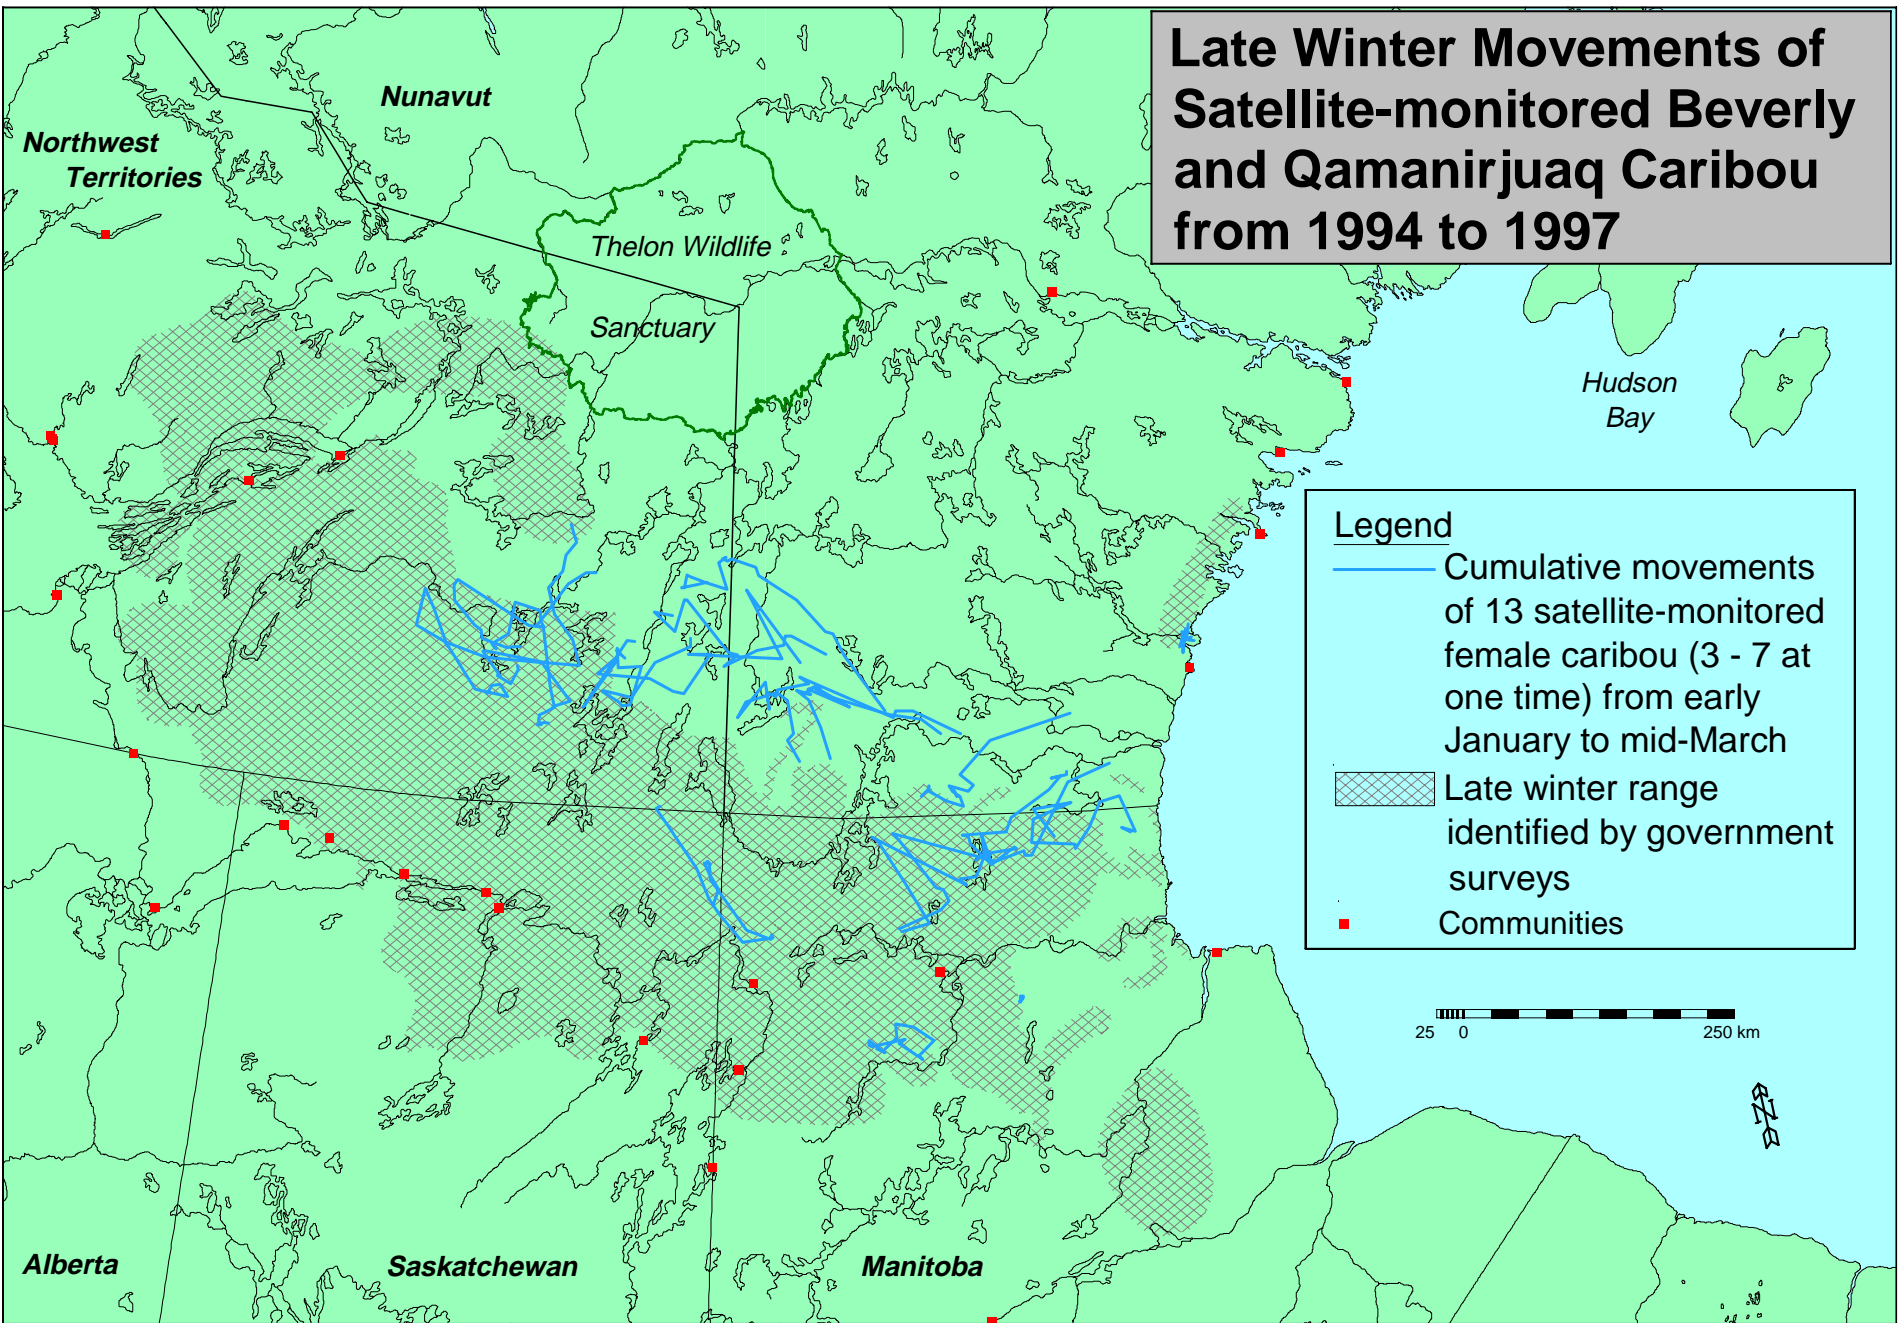 Late Winter Movements of
Satellite-monitored Beverly
and Qamanirjuaq Caribou
from 1994 to 1997
Nunavut
Northwest
Territories
Thelon Wildlife
Sanctuary
Hudson
Bay
Legend
Cumulative movements
of 13 satellite-monitored
female caribou (3 - 7 at
one time) from early
January to mid-March
Late winter range
identified by government
surveys
Communities
25 0 250 km
N
Alberta
Saskatchewan
Manitoba